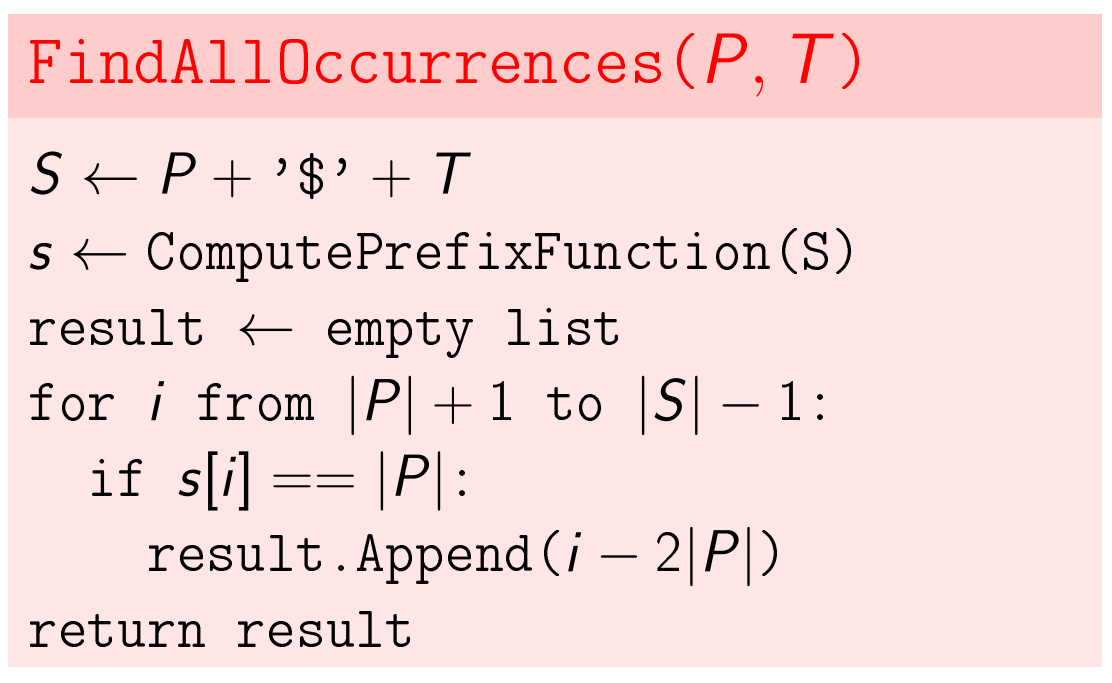 FindAllOccurrences(P, T)
S ← P + '$' + T
s ← ComputePrefixFunction(S)
result ← empty list
for i from |P| + 1 to |S| − 1:
if s[i] == |P|:
result.Append(i − 2|P|)
return result